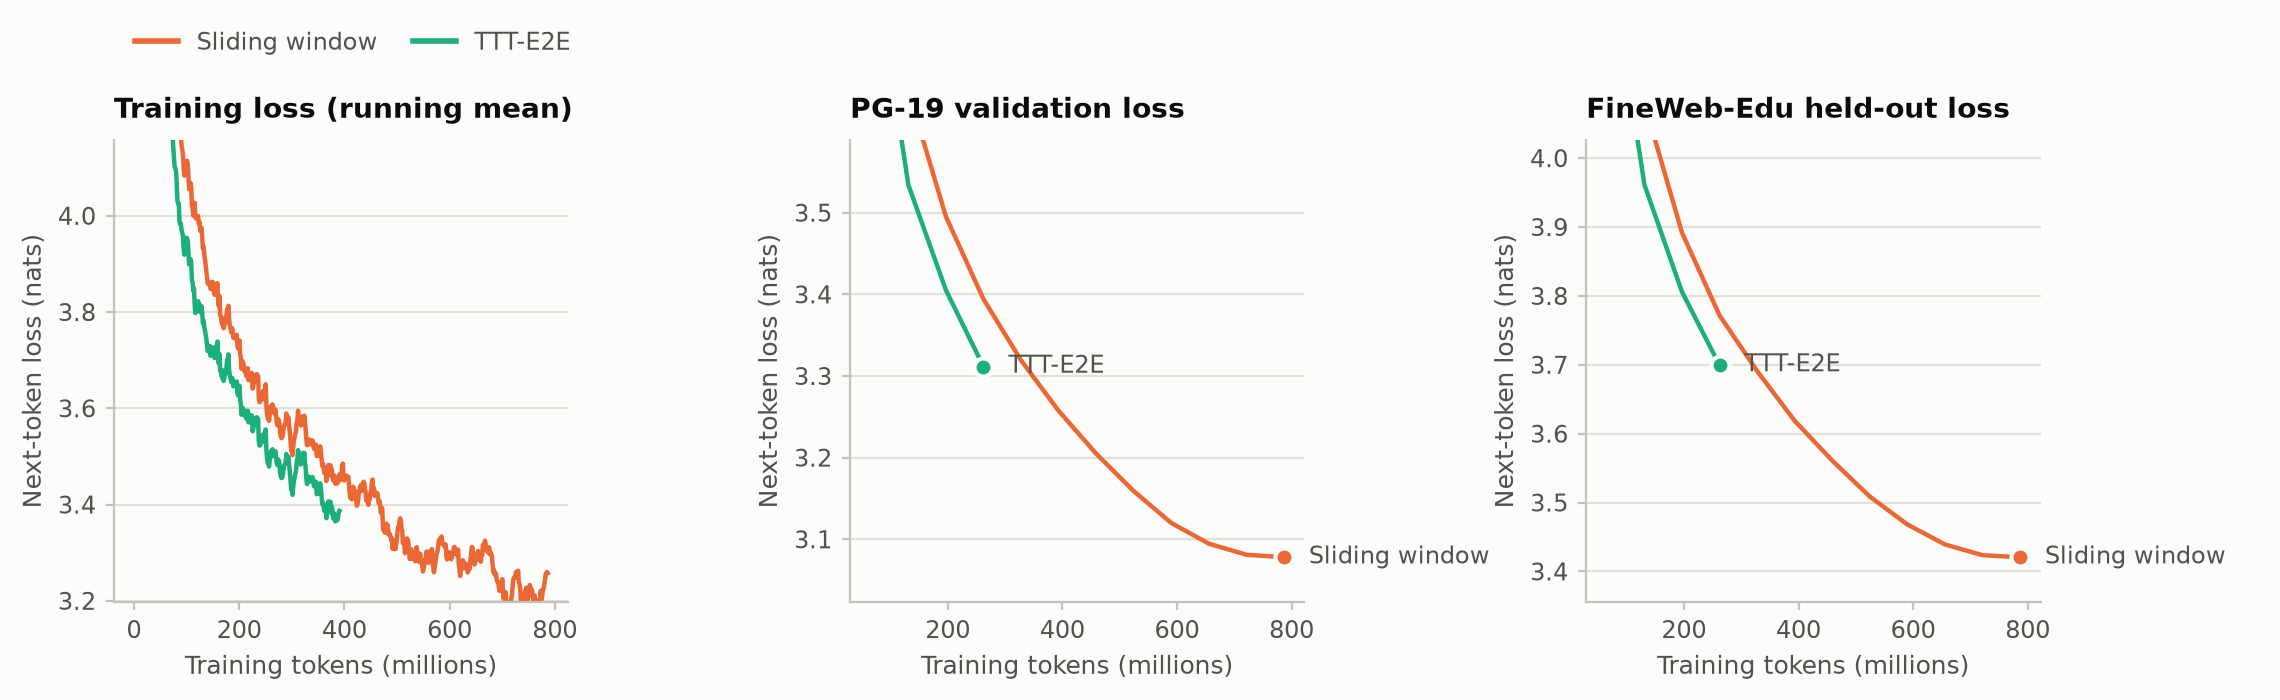 Sliding window
TTT-E2E
Training loss (running mean)
Next-token loss (nats)
4.0
3.8
3.6
3.4
3.2
0
200
400
600
800
Training tokens (millions)
PG-19 validation loss
Next-token loss (nats)
3.5
3.4
3.3
3.2
3.1
TTT-E2E
Sliding window
200
400
600
800
Training tokens (millions)
FineWeb-Edu held-out loss
Next-token loss (nats)
4.0
3.9
3.8
3.7
3.6
3.5
3.4
TTT-E2E
Sliding window
200
400
600
800
Training tokens (millions)